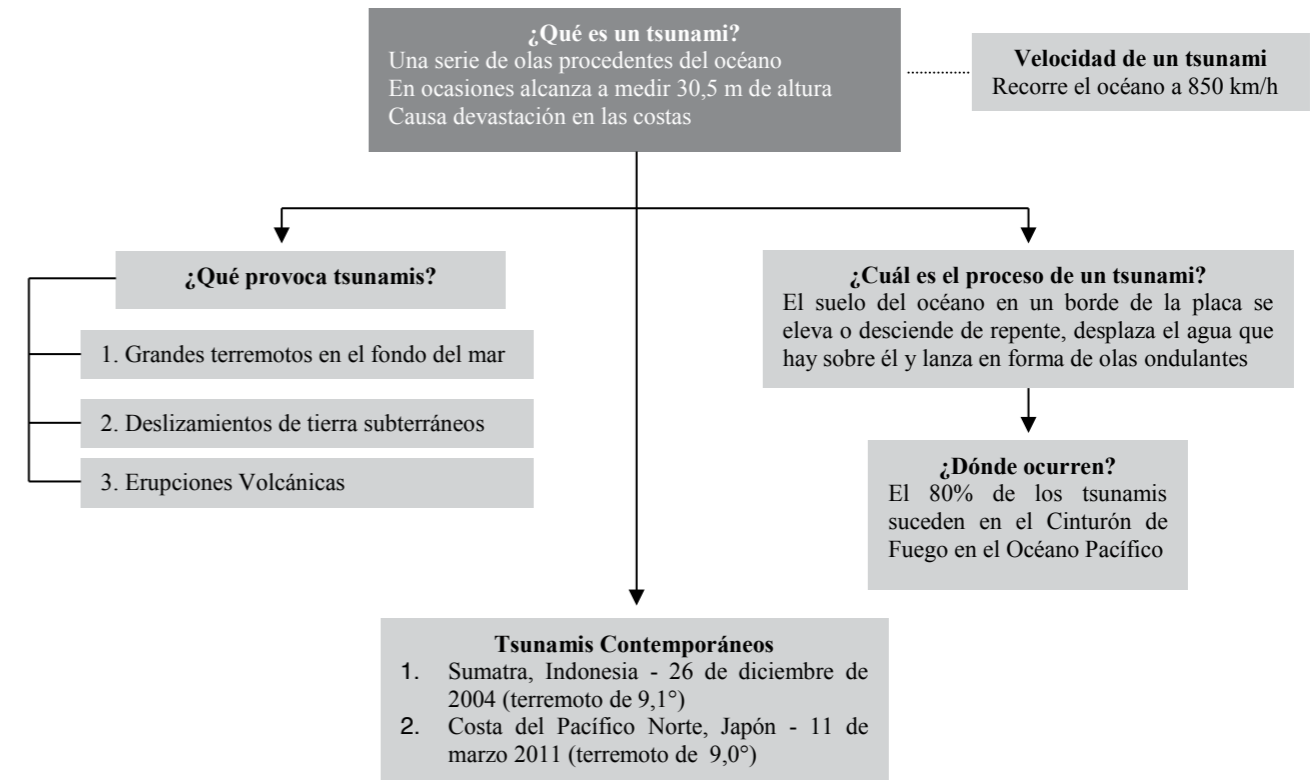 ¿Qué es un tsunami?
Una serie de olas procedentes del océano
En ocasiones alcanza a medir 30,5 m de altura
Causa devastación en las costas
Velocidad de un tsunami
Recorre el océano a 850 km/h
¿Qué provoca tsunamis?
1. Grandes terremotos en el fondo del mar
2. Deslizamientos de tierra subterráneos
3. Erupciones Volcánicas
¿Cuál es el proceso de un tsunami?
El suelo del océano en un borde de la placa se
eleva o desciende de repente, desplaza el agua que
hay sobre él y lanza en forma de olas ondulantes
¿Dónde ocurren?
El 80% de los tsunamis
suceden en el Cinturón de
Fuego en el Océano Pacífico
Tsunamis Contemporáneos
1. Sumatra, Indonesia - 26 de diciembre de
2004 (terremoto de 9,1°)
2. Costa del Pacífico Norte, Japón - 11 de
marzo 2011 (terremoto de 9,0°)